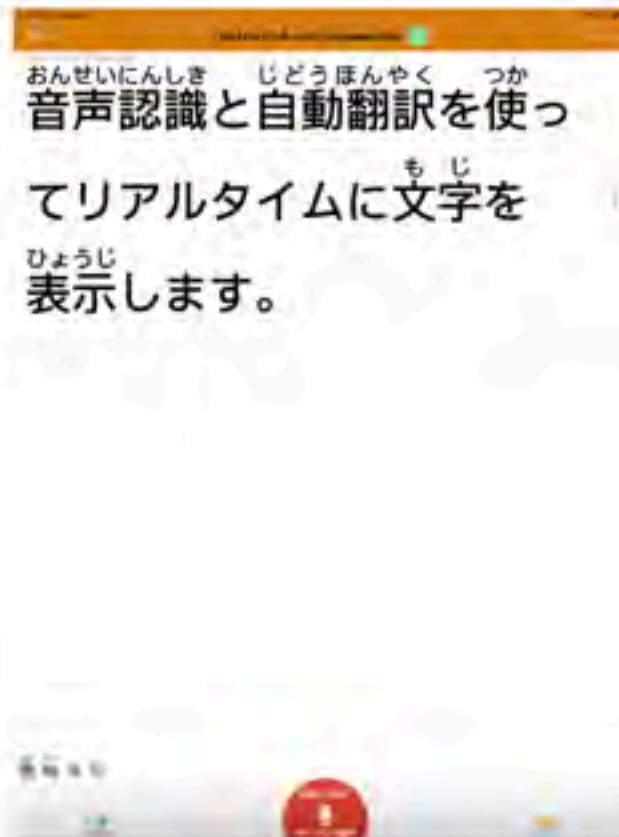 おんせいにんしき じどうほんやく つか
音声認識と自動翻訳を使っ
もじ
てリアルタイムに文字を
ひょうじ
表示します。